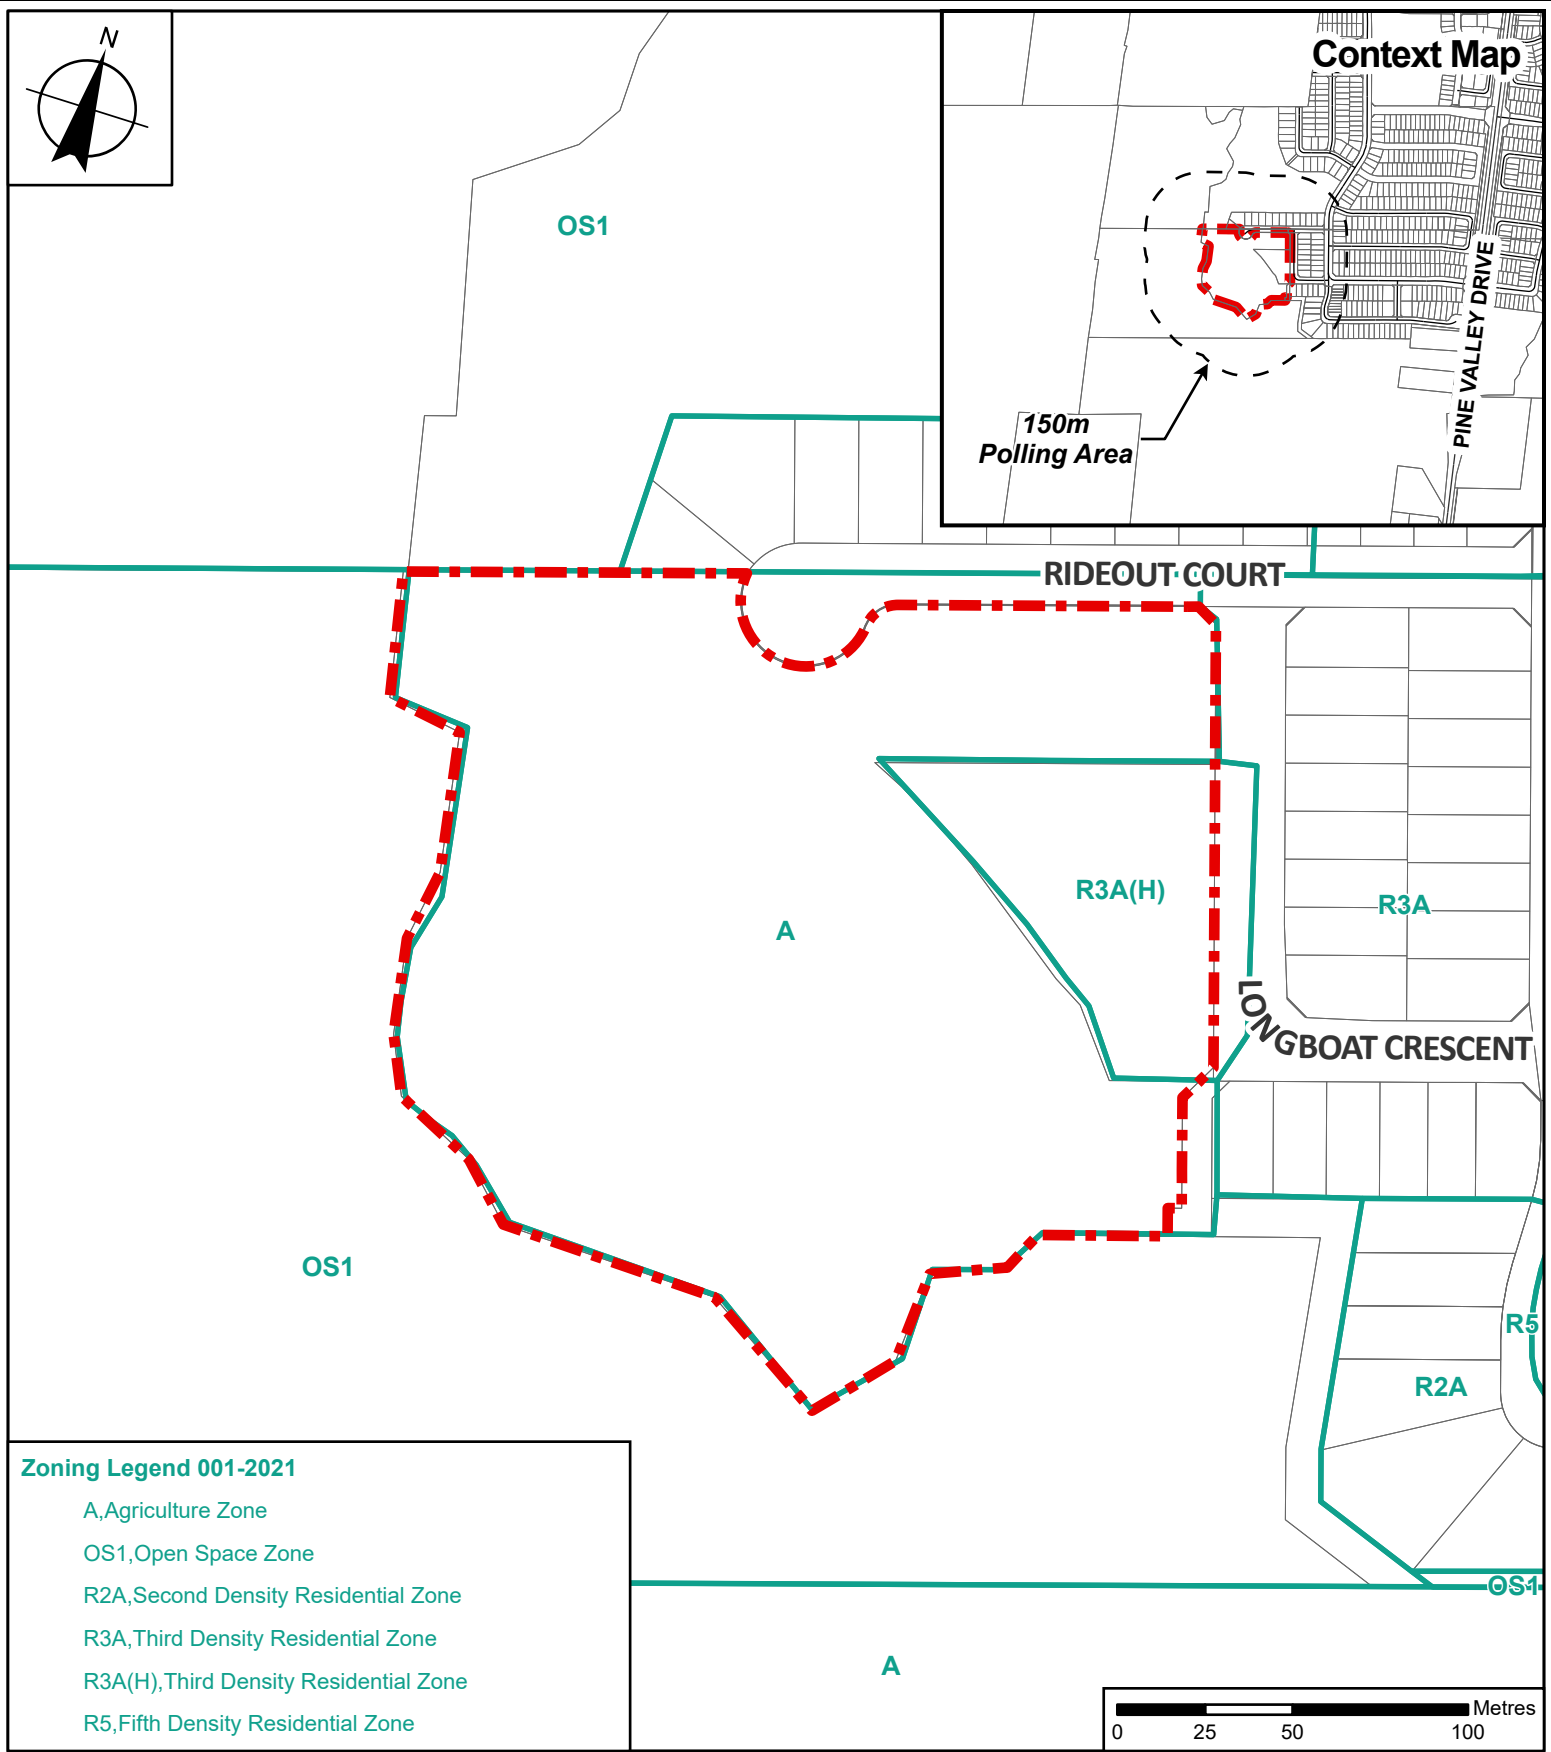 N
Context Map
PINE VALLEY DRIVE
150m
Polling Area
OS1
RIDEOUT COURT
R3A(H)
R3A
A
LONGBOAT CRESCENT
OS1
R5
R2A
Zoning Legend 001-2021
A,Agriculture Zone
OS1,Open Space Zone
R2A,Second Density Residential Zone
R3A,Third Density Residential Zone
R3A(H),Third Density Residential Zone
R5,Fifth Density Residential Zone
OS1
A
Metres
0 25 50 100